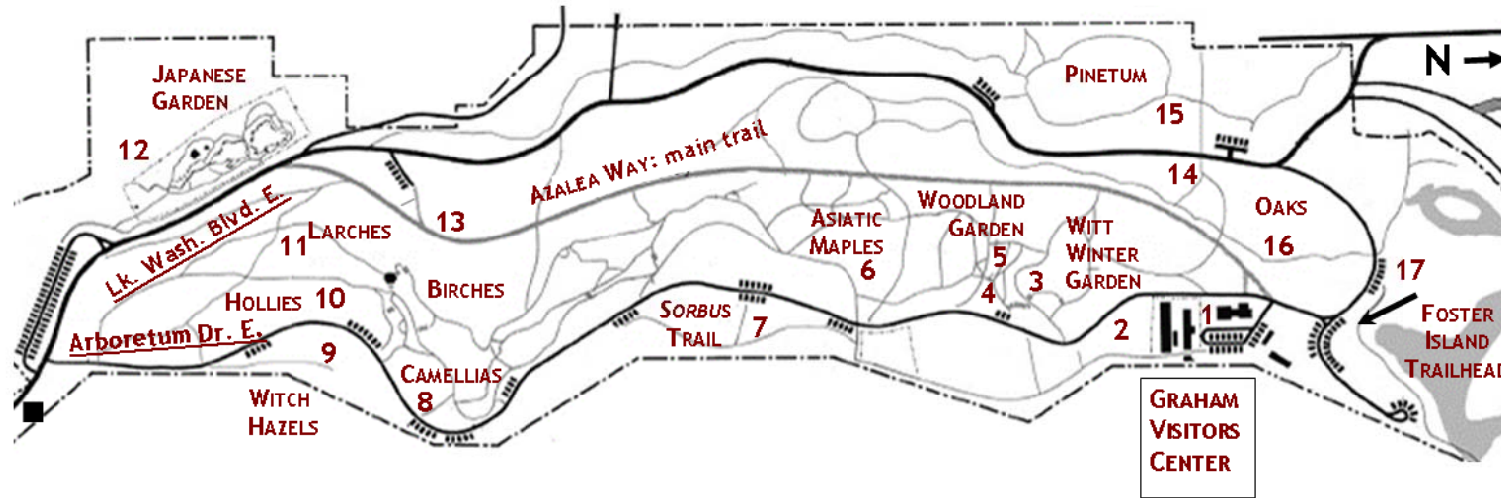 JAPANESE
GARDEN
12
Lk. Wash. Blvd. E.
11
LARCHES
13
AZALEA WAY: main trail
HOLLIES
10
BIRCHES
Arboretum Dr. E.
9
WITCH
HAZELS
CAMELLIAS
8
SORBUS
TRAIL
7
ASIATIC
MAPLES
6
WOODLAND
GARDEN
5
4
3
WITT
WINTER
GARDEN
PINETUM
15
14
OAKS
16
N
17
FOSTER
ISLAND
TRAILHEAD
2
1
GRAHAM
VISITORS
CENTER